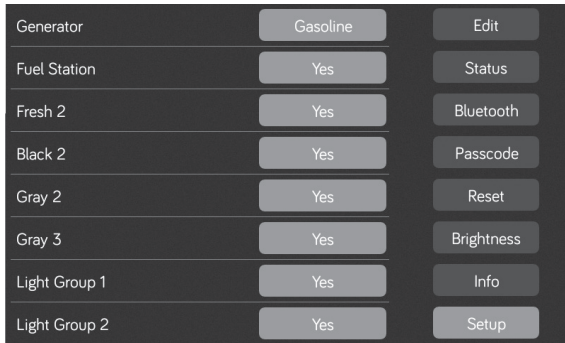 Generator Gasoline Edit
Fuel Station Yes Status
Fresh 2 Yes Bluetooth
Black 2 Yes Passcode
Gray 2 Yes Reset
Gray 3 Yes Brightness
Light Group 1 Yes Info
Light Group 2 Yes Setup